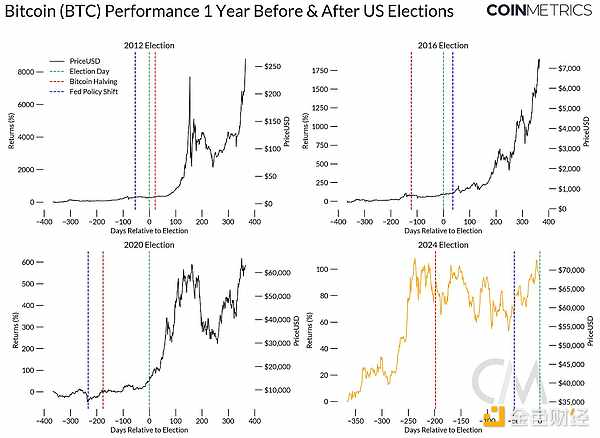 Bitcoin (BTC) Performance 1 Year Before & After US Elections
COINMETRICS
2012 Election
PriceUSD
Election Day
Bitcoin Halving
Fed Policy Shift
Returns (%)
8000
6000
4000
2000
0
$250
$200
$150
$100
$50
$0
PriceUSD
−400 −300 −200 −100 0 100 200 300 400
Days Relative to Election
2016 Election
Returns (%)
1750
1500
1250
1000
750
500
250
0
$7,000
$6,000
$5,000
$4,000
$3,000
$2,000
$1,000
$0
PriceUSD
−400 −300 −200 −100 0 100 200 300 400
Days Relative to Election
2020 Election
Returns (%)
600
500
400
300
200
100
0
$60,000
$50,000
$40,000
$30,000
$20,000
$10,000
PriceUSD
−400 −300 −200 −100 0 100 200 300 400
Days Relative to Election
2024 Election
Returns (%)
100
80
60
40
20
0
$70,000
$65,000
$60,000
$55,000
$50,000
$45,000
$40,000
$35,000
PriceUSD
−350 −300 −250 −200 −150 −100 −50 0
Days Relative to Election
CM
金色财经